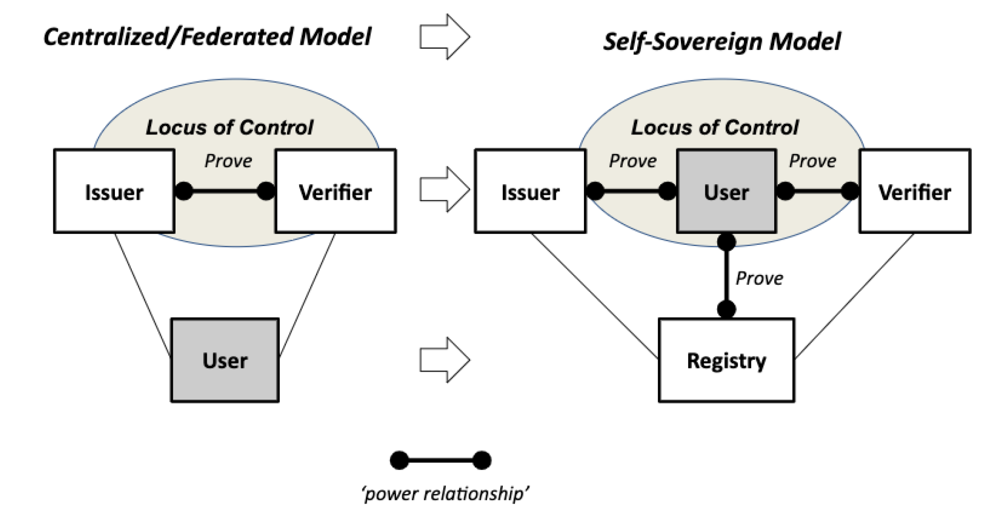 Centralized/Federated Model
Self-Sovereign Model
Locus of Control
Prove
Issuer
Verifier
User
Locus of Control
Prove
Prove
Issuer
User
Verifier
Prove
Registry
‘power relationship’